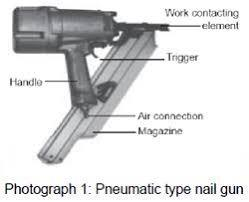 Work contacting
element
Trigger
Handle
Air connection
Magazine
Photograph 1: Pneumatic type nail gun